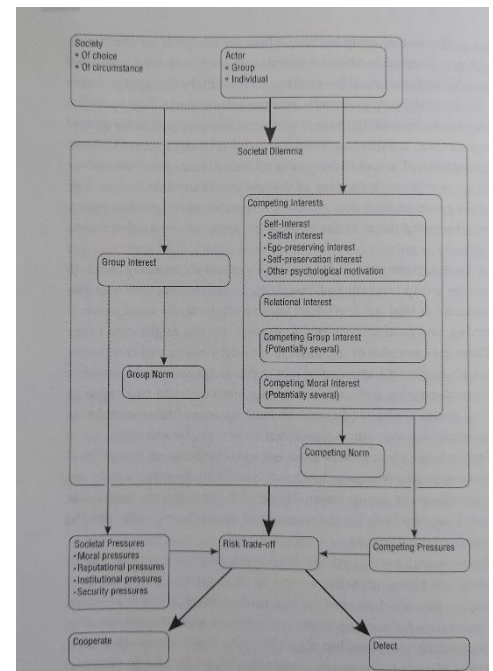 Society
• Of choice
• Of circumstance
Actor
• Group
• Individual
Societal Dilemma
Competing Interests
Self-Interest
• Selfish interest
• Ego-preserving interest
• Self-preservation interest
• Other psychological motivation
Group Interest
Relational Interest
Competing Group Interest
(Potentially several)
Group Norm
Competing Moral Interest
(Potentially several)
Competing Norm
Societal Pressures
• Moral pressures
• Reputational pressures
• Institutional pressures
• Security pressures
Risk Trade-off
Competing Pressures
Cooperate
Defect